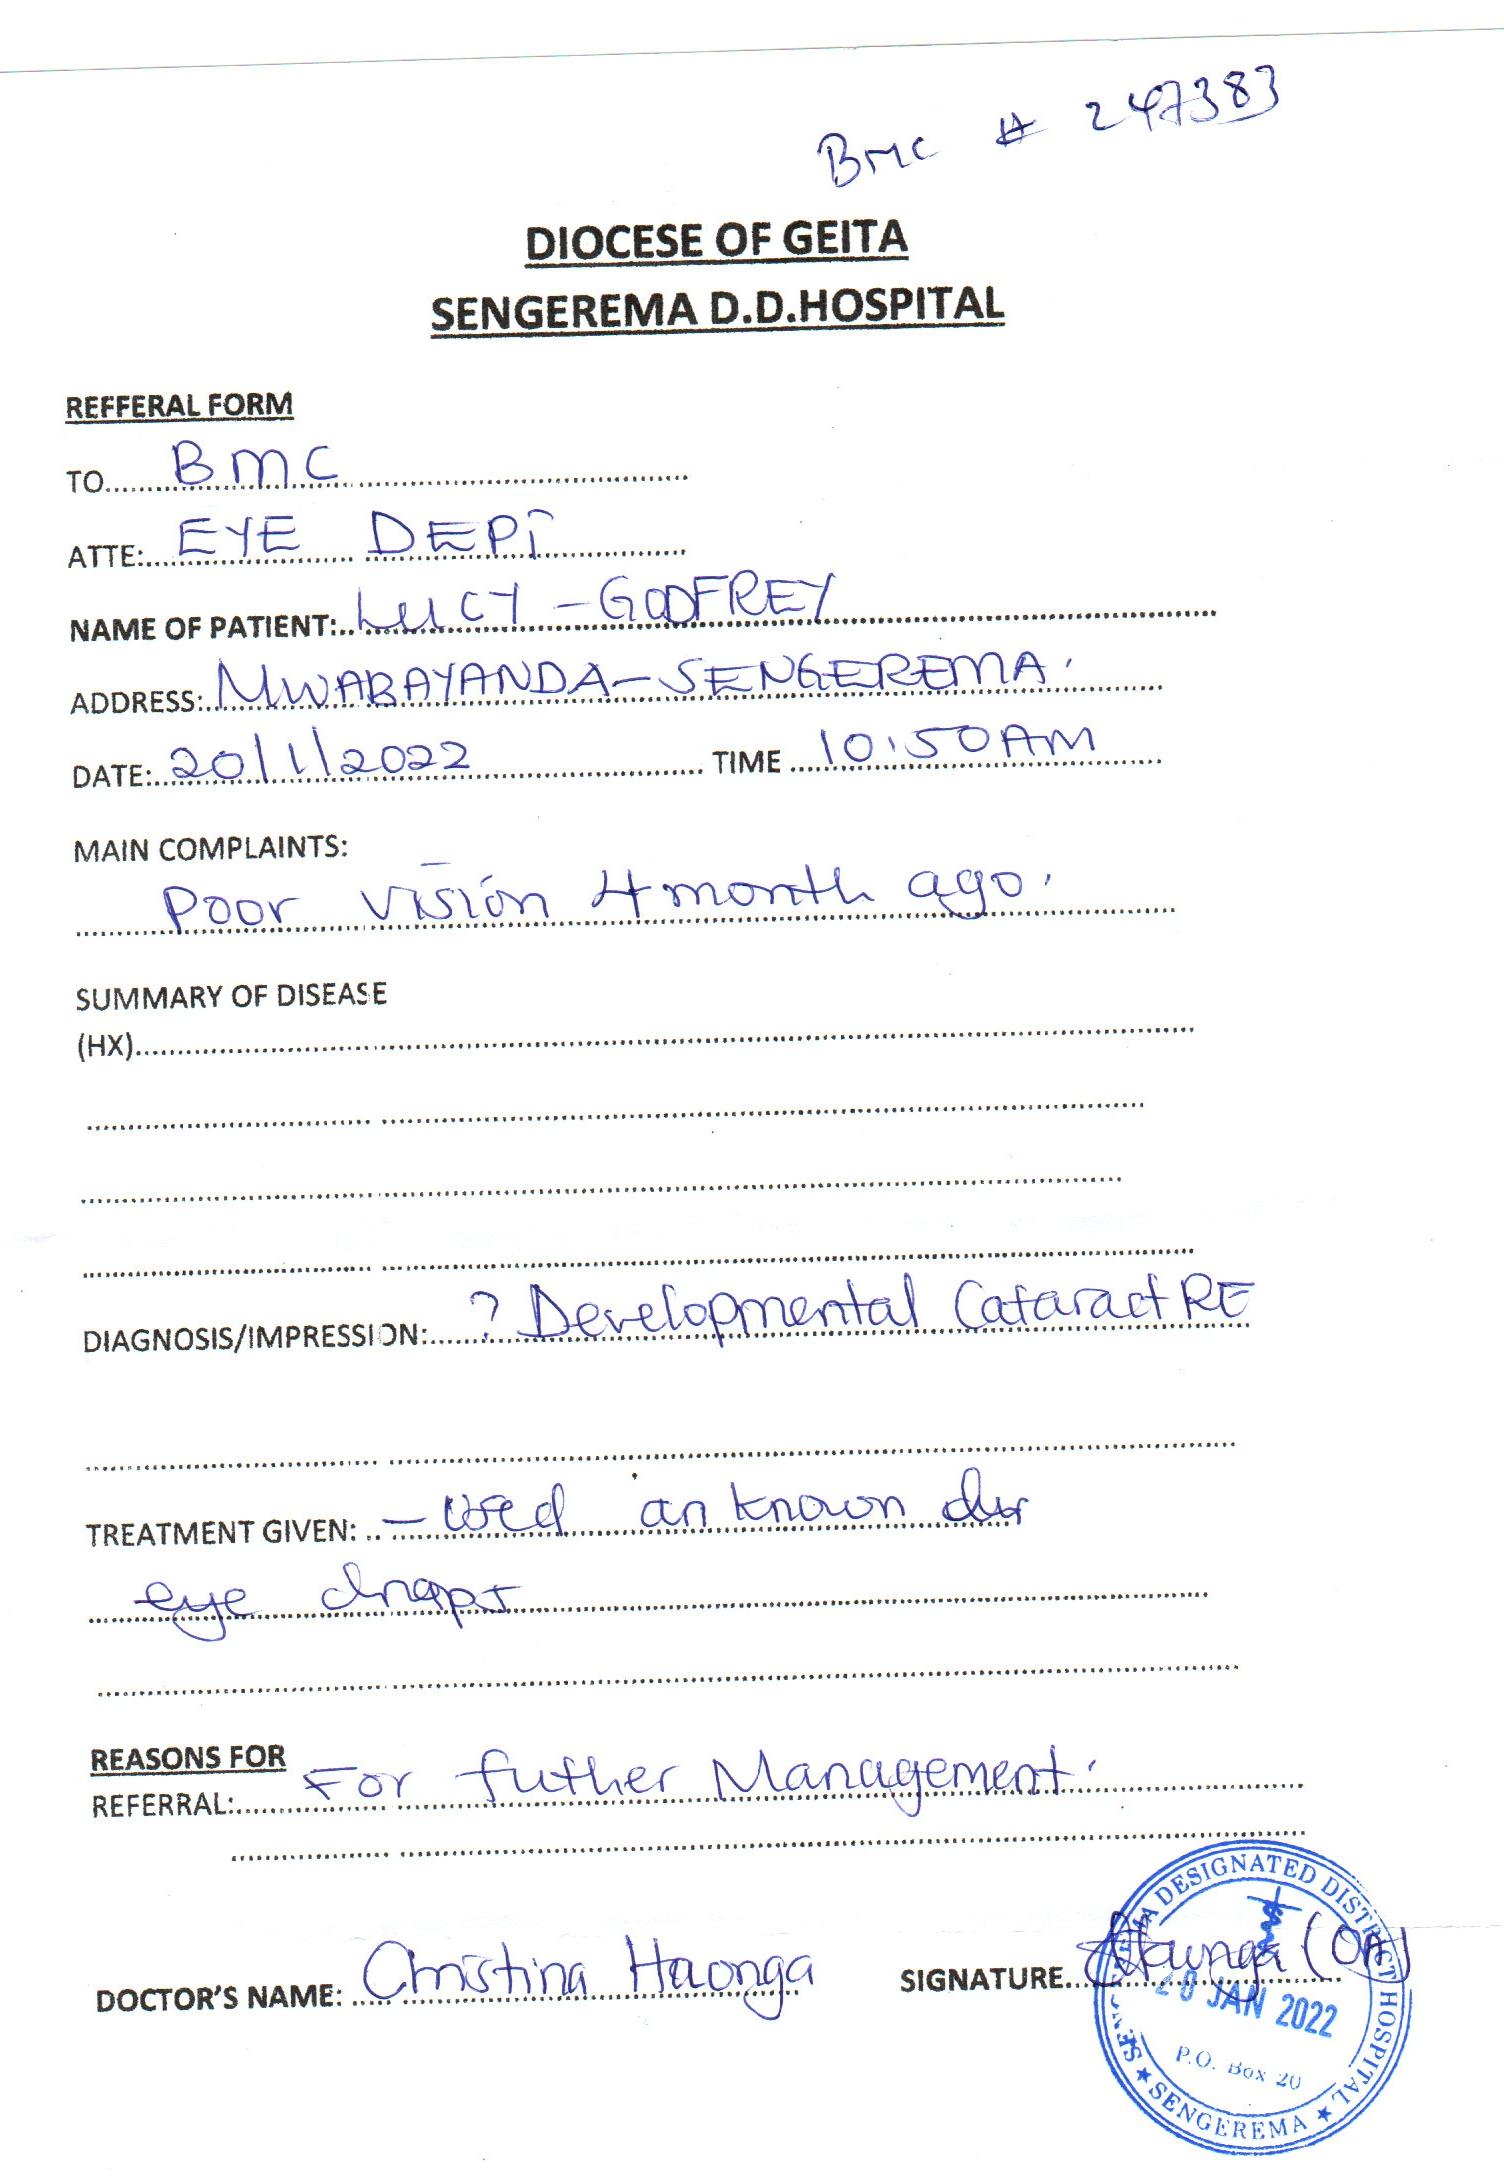 Bmc # 247383
DIOCESE OF GEITA
SENGEREMA D.D.HOSPITAL
REFFERAL FORM
TO Bmc
ATTE: EYE DEPT
NAME OF PATIENT: LUCY - GODFREY
ADDRESS: MWABAYANDA - SENGEREMA.
DATE: 20/1/2022 TIME 10:50AM
MAIN COMPLAINTS:
Poor vision 4 month ago.
SUMMARY OF DISEASE
(HX)
DIAGNOSIS/IMPRESSION: ? Developmental Cataract RE
TREATMENT GIVEN: - Used an known
eye drops
REASONS FOR
REFERRAL: For futher Management.
DOCTOR'S NAME: Christina Haonga SIGNATURE Haonga (OA)
SENGEREMA DESIGNATED DISTRICT HOSPITAL
20 JAN 2022
P.O. Box 20
★ SENGEREMA ★